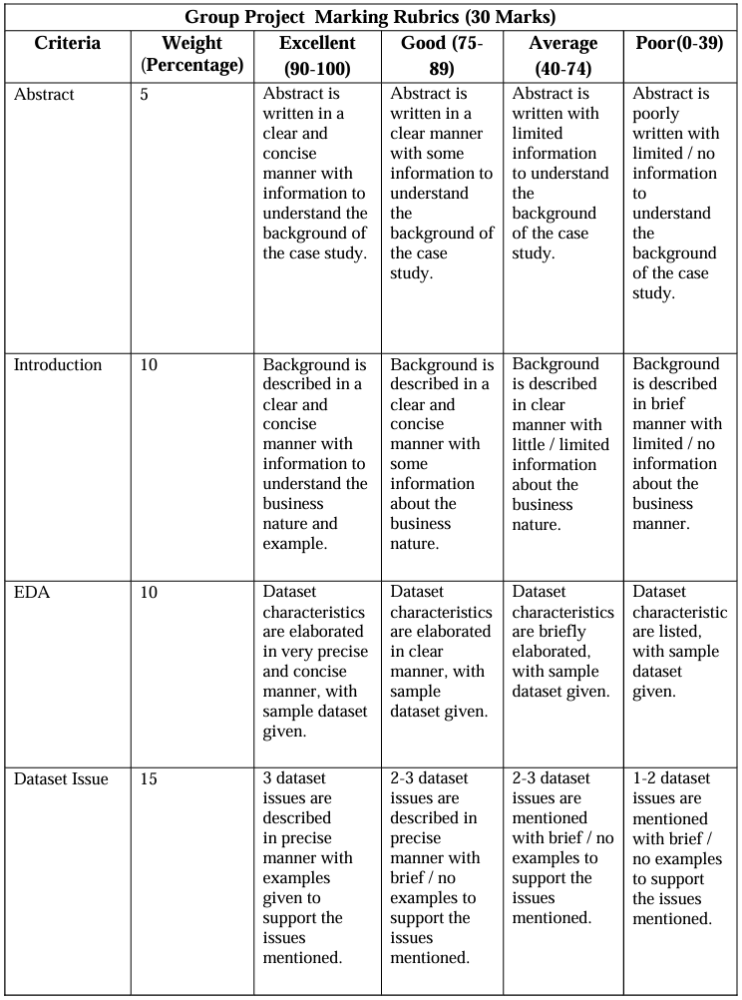 Group Project  Marking Rubrics (30 Marks)
Criteria
Weight
(Percentage)
Excellent
(90-100)
Good (75-
89)
Average
(40-74)
Poor(0-39)
Abstract
5
Abstract is
written in a
clear and
concise
manner with
information to
understand the
background of
the case study.
Abstract is
written in a
clear manner
with some
information to
understand
the
background of
the case
study.
Abstract is
written with
limited
information
to understand
the
background
of the case
study.
Abstract is
poorly
written with
limited / no
information
to
understand
the
background
of the case
study.
Introduction
10
Background is
described in a
clear and
concise
manner with
information to
understand the
business
nature and
example.
Background is
described in a
clear and
concise
manner with
some
information
about the
business
nature.
Background
is described
in clear
manner with
little / limited
information
about the
business
nature.
Background
is described
in brief
manner with
limited / no
information
about the
business
manner.
EDA
10
Dataset
characteristics
are elaborated
in very precise
and concise
manner, with
sample dataset
given.
Dataset
characteristics
are elaborated
in clear
manner, with
sample
dataset given.
Dataset
characteristics
are briefly
elaborated,
with sample
dataset given.
Dataset
characteristic
are listed,
with sample
dataset
given.
Dataset Issue
15
3 dataset
issues are
described
in precise
manner with
examples
given to
support the
issues
mentioned.
2-3 dataset
issues are
described in
precise
manner with
brief / no
examples to
support the
issues
mentioned.
2-3 dataset
issues are
mentioned
with brief / no
examples to
support the
issues
mentioned.
1-2 dataset
issues are
mentioned
with brief /
no examples
to support
the issues
mentioned.